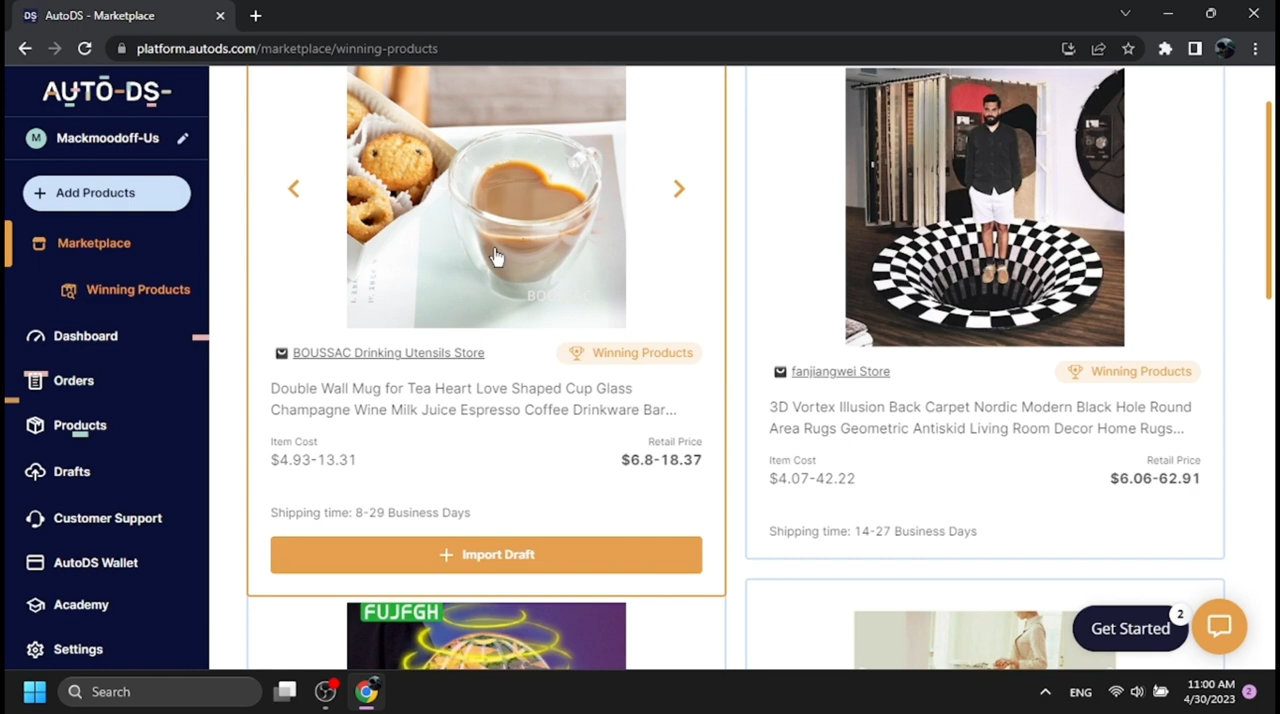 AutoDS - Marketplace
platform.autods.com/marketplace/winning-products
AUTO-DS-
M Mackmoodoff-Us
+ Add Products
Marketplace
Winning Products
Dashboard
Orders
Products
Drafts
Customer Support
AutoDS Wallet
Academy
Settings
BOUSSAC Drinking Utensils Store
Winning Products
Double Wall Mug for Tea Heart Love Shaped Cup Glass
Champagne Wine Milk Juice Espresso Coffee Drinkware Bar...
Item Cost Retail Price
$4.93-13.31 $6.8-18.37
Shipping time: 8-29 Business Days
+ Import Draft
FUJFGH
fanjiangwei Store
Winning Products
3D Vortex Illusion Back Carpet Nordic Modern Black Hole Round
Area Rugs Geometric Antiskid Living Room Decor Home Rugs...
Item Cost Retail Price
$4.07-42.22 $6.06-62.91
Shipping time: 14-27 Business Days
Get Started 2
Search
ENG
11:00 AM
4/30/2023
2